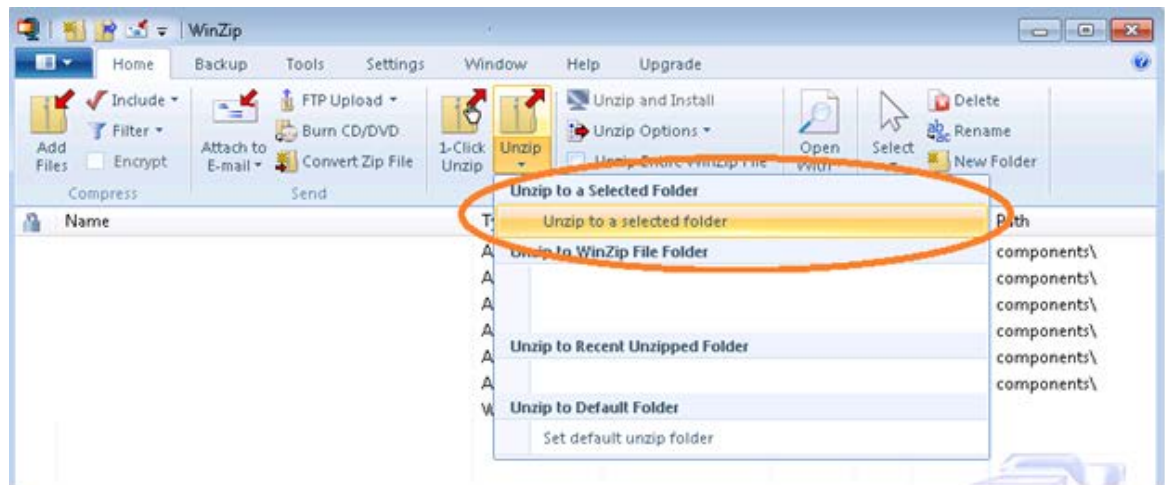 WinZip
Home Backup Tools Settings Window Help Upgrade
Include
Filter
Encrypt
Add Files
Compress
Attach to E-mail
FTP Upload
Burn CD/DVD
Convert Zip File
Send
1-Click Unzip
Unzip
Unzip and Install
Unzip Options
Unzip Entire WinZip File
Open With
Select
Delete
Rename
New Folder
Unzip to a Selected Folder
Unzip to a selected folder
Unzip to WinZip File Folder
Unzip to Recent Unzipped Folder
Unzip to Default Folder
Set default unzip folder
Name
Path
components\
components\
components\
components\
components\
components\